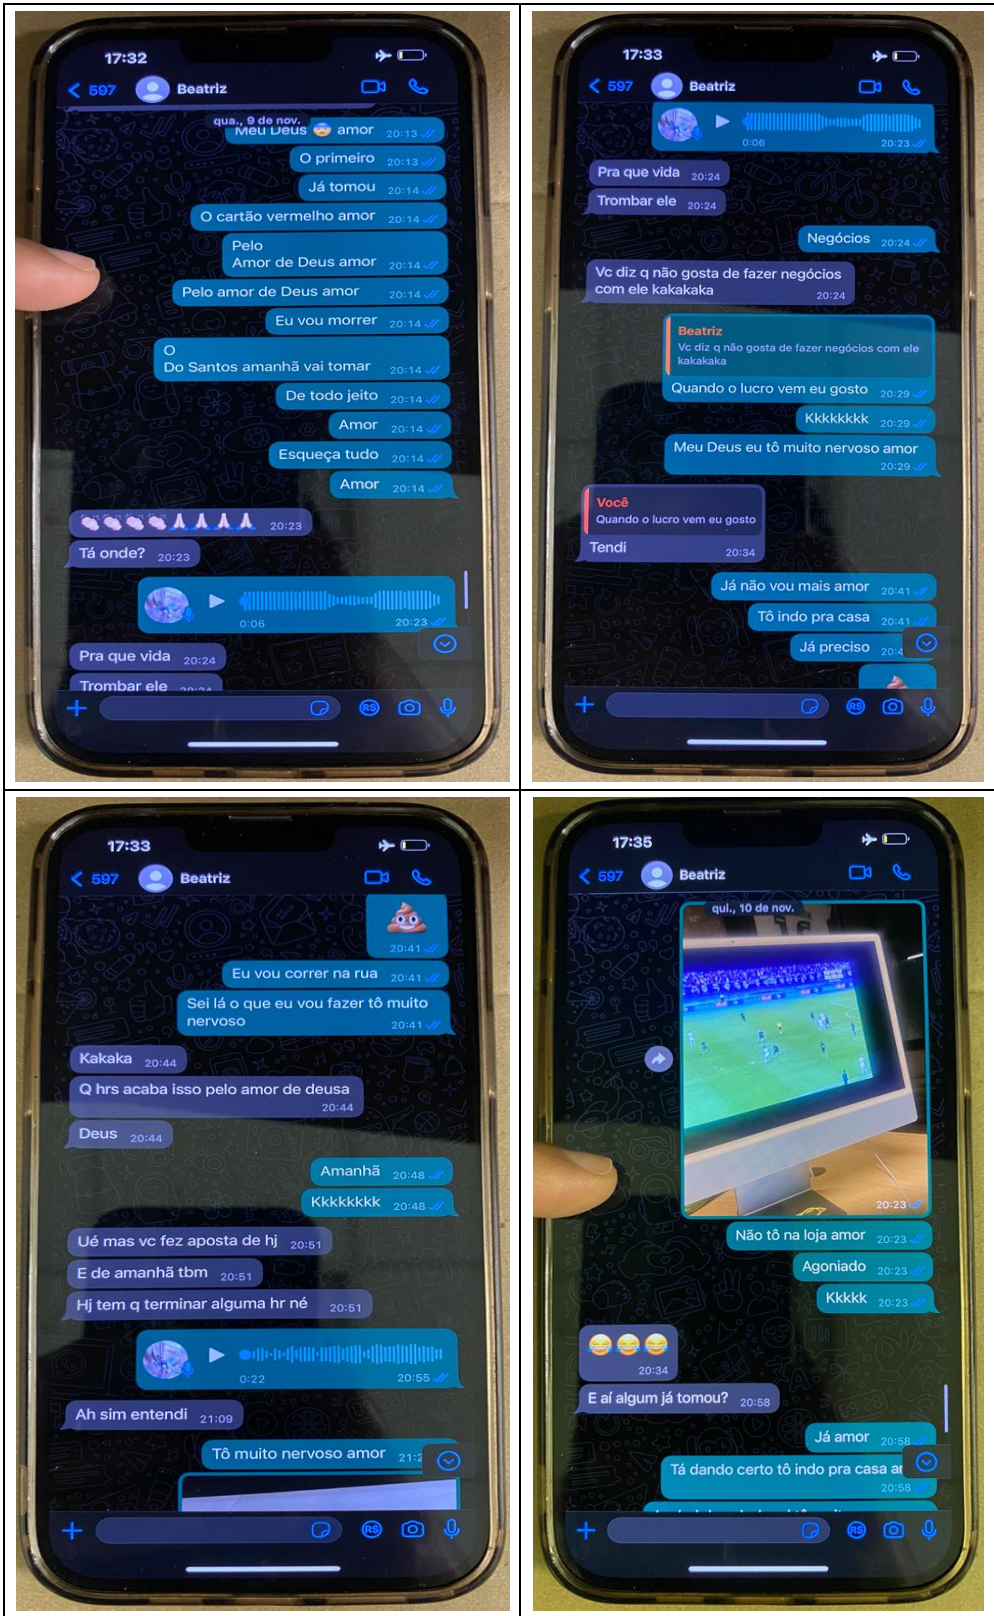 17:32
597
Beatriz
qua., 9 de nov.
Meu Deus 😨 amor 20:13
O primeiro 20:13
Já tomou 20:14
O cartão vermelho amor 20:14
Pelo
Amor de Deus amor 20:14
Pelo amor de Deus amor 20:14
Eu vou morrer 20:14
O
Do Santos amanhã vai tomar 20:14
De todo jeito 20:14
Amor 20:14
Esqueça tudo 20:14
Amor 20:14
👏🏻👏🏻👏🏻👏🏻🙏🏻🙏🏻🙏🏻🙏🏻 20:23
Tá onde? 20:23
0:06 20:23
Pra que vida 20:24
Trombar ele 20:24
17:33
597
Beatriz
0:06 20:23
Pra que vida 20:24
Trombar ele 20:24
Negócios 20:24
Vc diz q não gosta de fazer negócios
com ele kakakaka 20:24
Beatriz
Vc diz q não gosta de fazer negócios com ele
kakakaka
Quando o lucro vem eu gosto 20:29
Kkkkkkkk 20:29
Meu Deus eu tô muito nervoso amor
20:29
Você
Quando o lucro vem eu gosto
Tendi 20:34
Já não vou mais amor 20:41
Tô indo pra casa 20:41
Já preciso 20:4
17:33
597
Beatriz
💩
20:41
Eu vou correr na rua 20:41
Sei lá o que eu vou fazer tô muito
nervoso 20:41
Kakaka 20:44
Q hrs acaba isso pelo amor de deusa
20:44
Deus 20:44
Amanhã 20:48
Kkkkkkkk 20:48
Ué mas vc fez aposta de hj 20:51
E de amanhã tbm 20:51
Hj tem q terminar alguma hr né 20:51
0:22 20:55
Ah sim entendi 21:09
Tô muito nervoso amor 21:2
17:35
597
Beatriz
qui., 10 de nov.
20:23
Não tô na loja amor 20:23
Agoniado 20:23
Kkkkk 20:23
😂😂😂
20:34
E aí algum já tomou? 20:58
Já amor 20:58
Tá dando certo tô indo pra casa
20:58